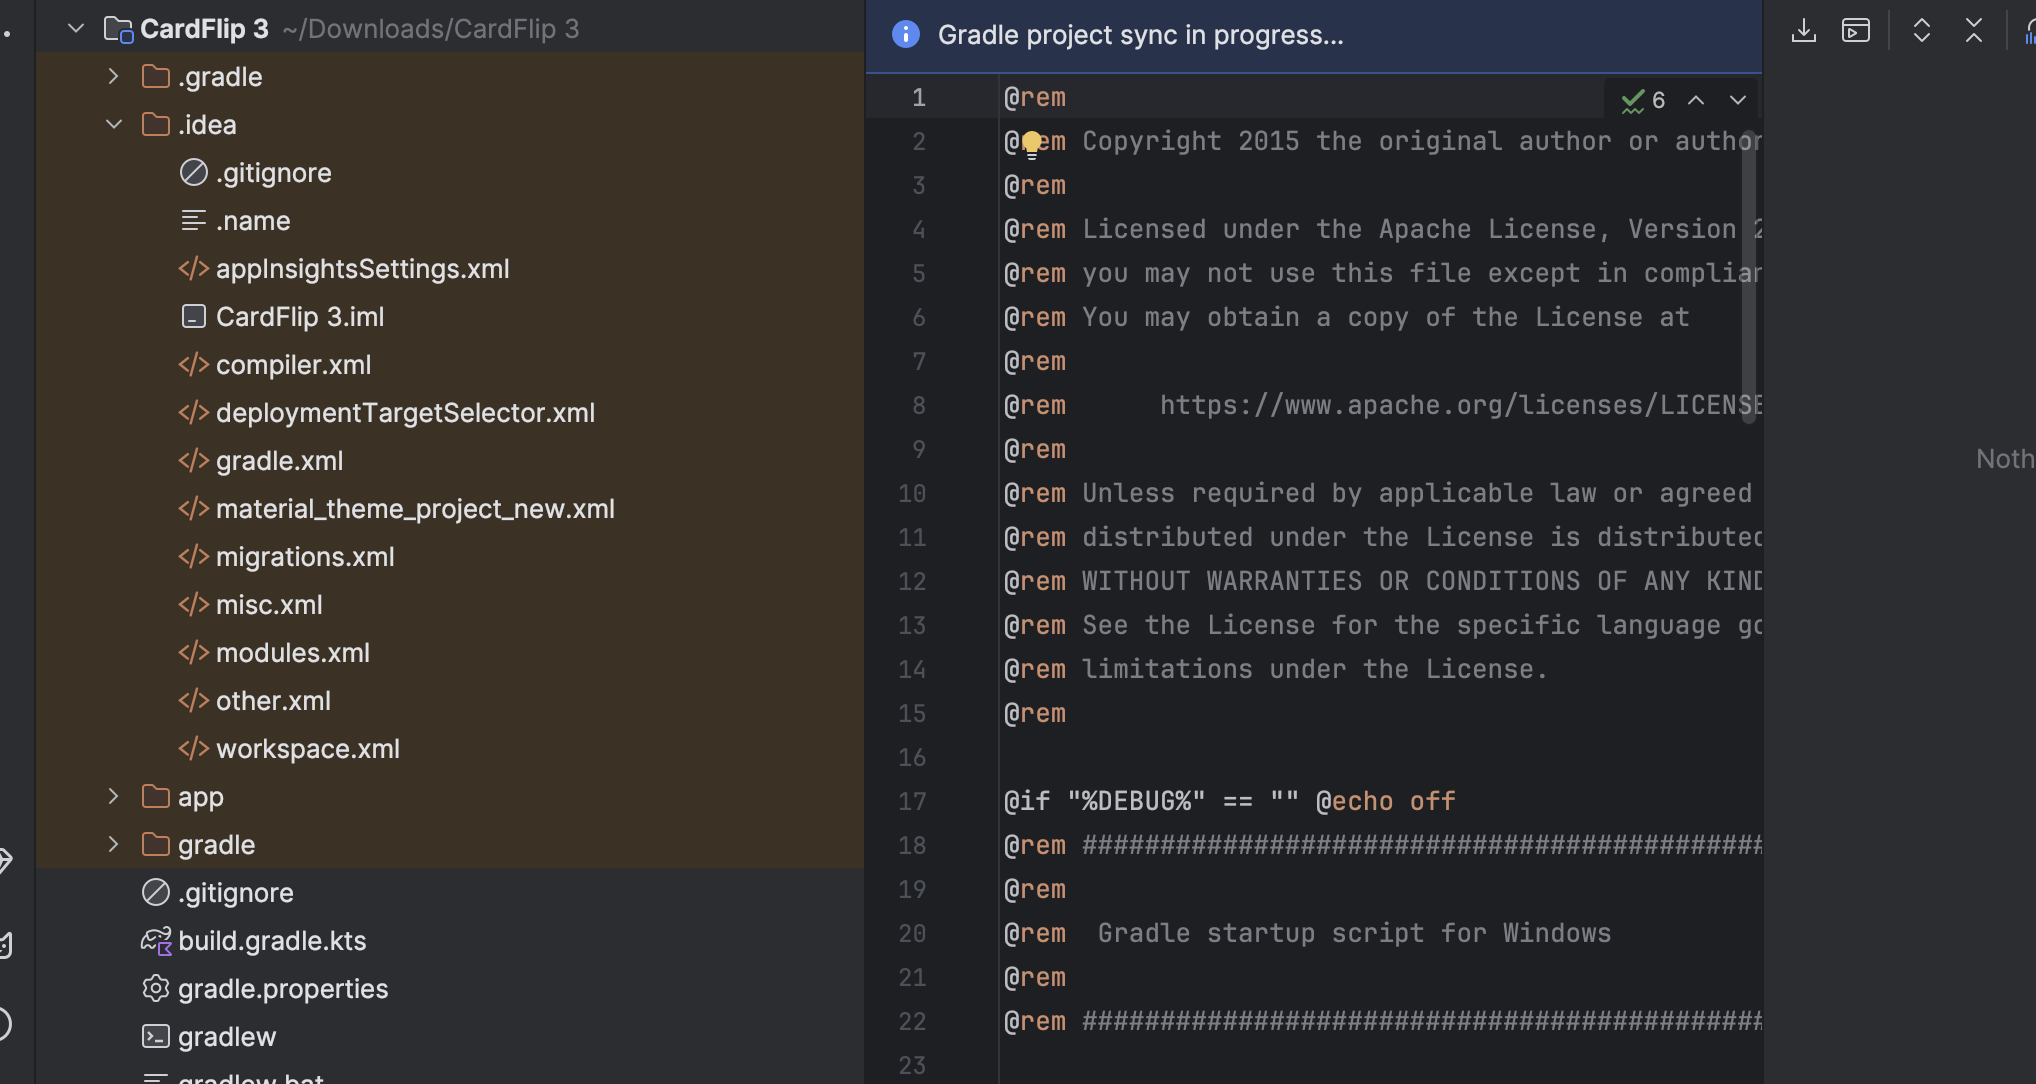 CardFlip 3 ~/Downloads/CardFlip 3
.gradle
.idea
.gitignore
.name
appInsightsSettings.xml
CardFlip 3.iml
compiler.xml
deploymentTargetSelector.xml
gradle.xml
material_theme_project_new.xml
migrations.xml
misc.xml
modules.xml
other.xml
workspace.xml
app
gradle
.gitignore
build.gradle.kts
gradle.properties
gradlew
gradlew.bat
Gradle project sync in progress...
6
1 @rem
2 @rem Copyright 2015 the original author or author
3 @rem
4 @rem Licensed under the Apache License, Version 2
5 @rem you may not use this file except in complian
6 @rem You may obtain a copy of the License at
7 @rem
8 @rem      https://www.apache.org/licenses/LICENSE
9 @rem
10 @rem Unless required by applicable law or agreed
11 @rem distributed under the License is distributed
12 @rem WITHOUT WARRANTIES OR CONDITIONS OF ANY KIND
13 @rem See the License for the specific language go
14 @rem limitations under the License.
15 @rem
16
17 @if "%DEBUG%" == "" @echo off
18 @rem ############################################
19 @rem
20 @rem  Gradle startup script for Windows
21 @rem
22 @rem ############################################
23
Noth